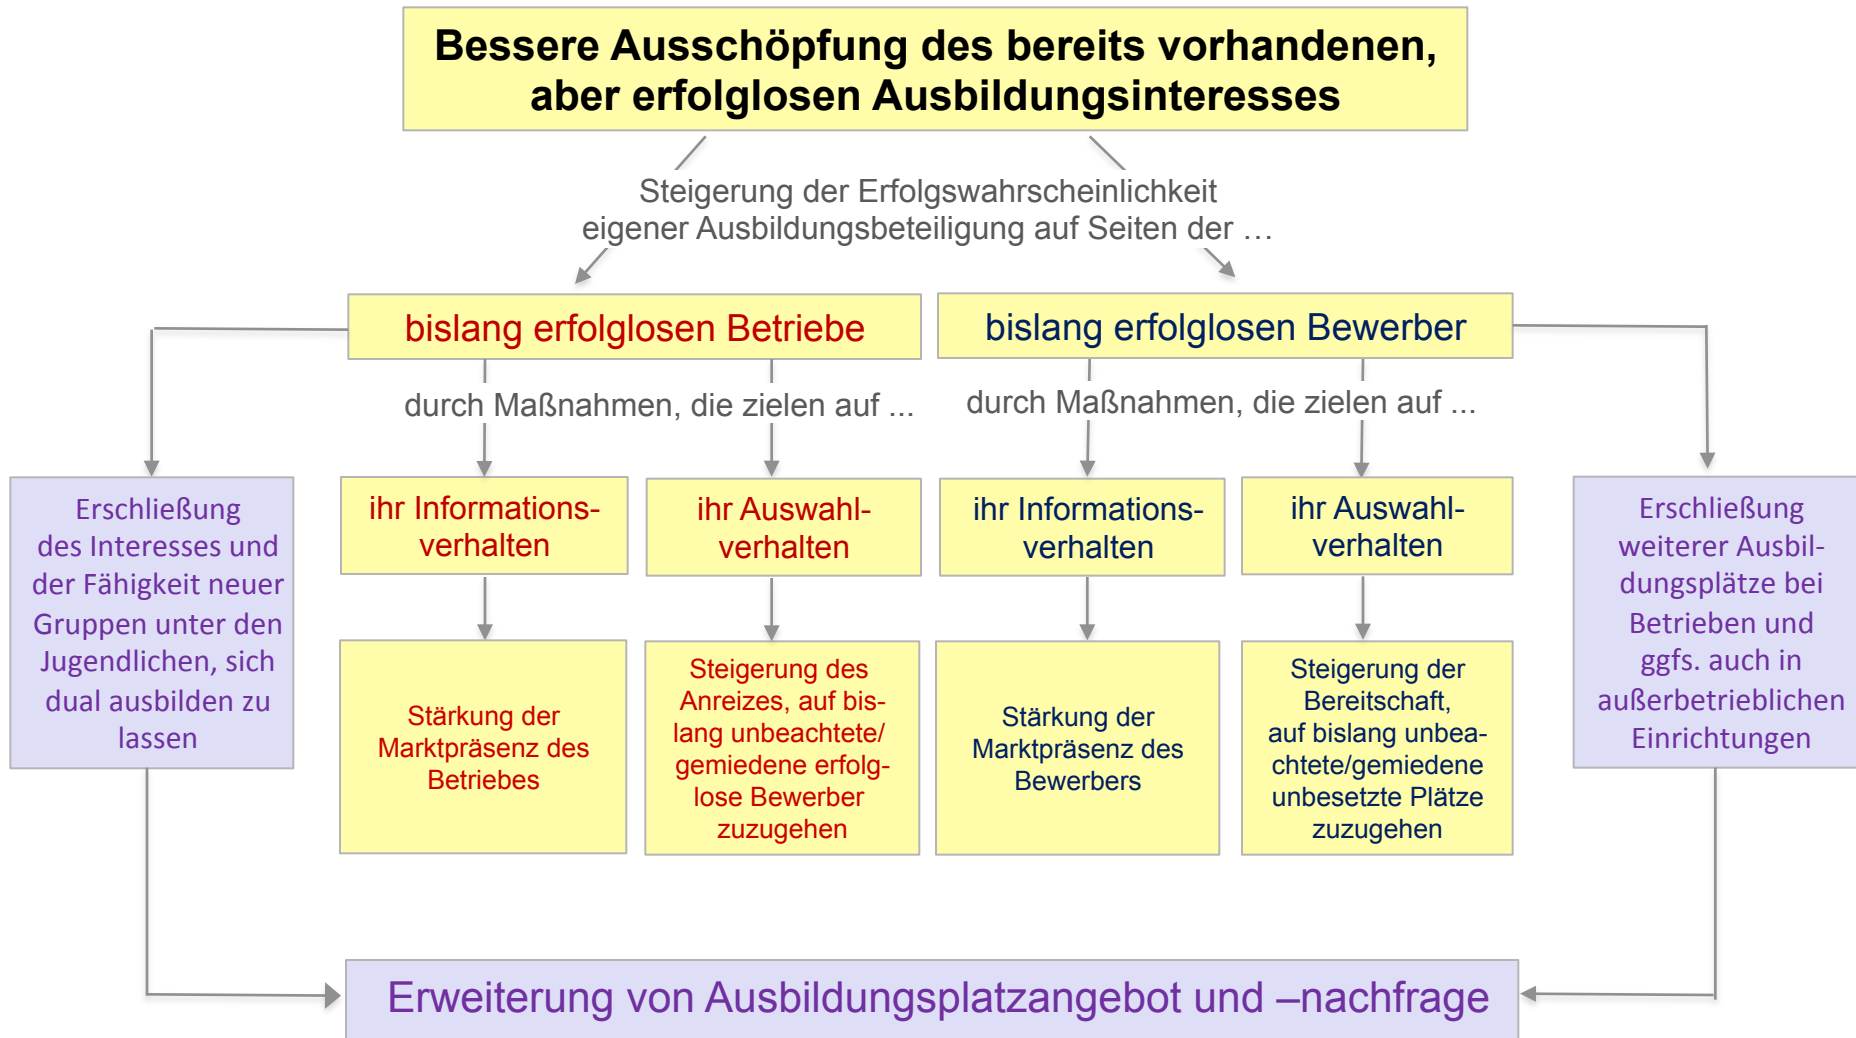 Bessere Ausschöpfung des bereits vorhandenen,
aber erfolglosen Ausbildungsinteresses
Steigerung der Erfolgswahrscheinlichkeit
eigener Ausbildungsbeteiligung auf Seiten der …
bislang erfolglosen Betriebe
bislang erfolglosen Bewerber
durch Maßnahmen, die zielen auf ...
durch Maßnahmen, die zielen auf ...
Erschließung
des Interesses und
der Fähigkeit neuer
Gruppen unter den
Jugendlichen, sich
dual ausbilden zu
lassen
ihr Informations-
verhalten
ihr Auswahl-
verhalten
ihr Informations-
verhalten
ihr Auswahl-
verhalten
Erschließung
weiterer Ausbil-
dungsplätze bei
Betrieben und
ggfs. auch in
außerbetrieblichen
Einrichtungen
Stärkung der
Marktpräsenz des
Betriebes
Steigerung des
Anreizes, auf bis-
lang unbeachtete/
gemiedene erfolg-
lose Bewerber
zuzugehen
Stärkung der
Marktpräsenz des
Bewerbers
Steigerung der
Bereitschaft,
auf bislang unbea-
chtete/gemiedene
unbesetzte Plätze
zuzugehen
Erweiterung von Ausbildungsplatzangebot und –nachfrage